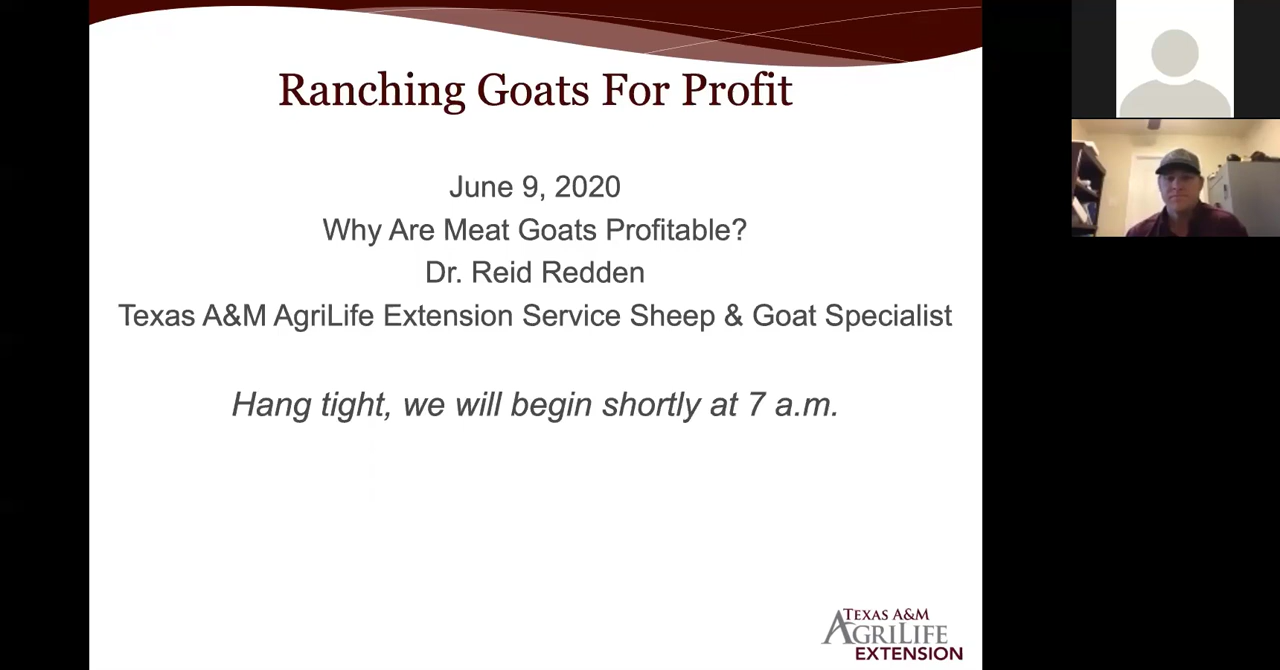 Ranching Goats For Profit
June 9, 2020
Why Are Meat Goats Profitable?
Dr. Reid Redden
Texas A&M AgriLife Extension Service Sheep & Goat Specialist
Hang tight, we will begin shortly at 7 a.m.
TEXAS A&M
AGRILIFE
EXTENSION